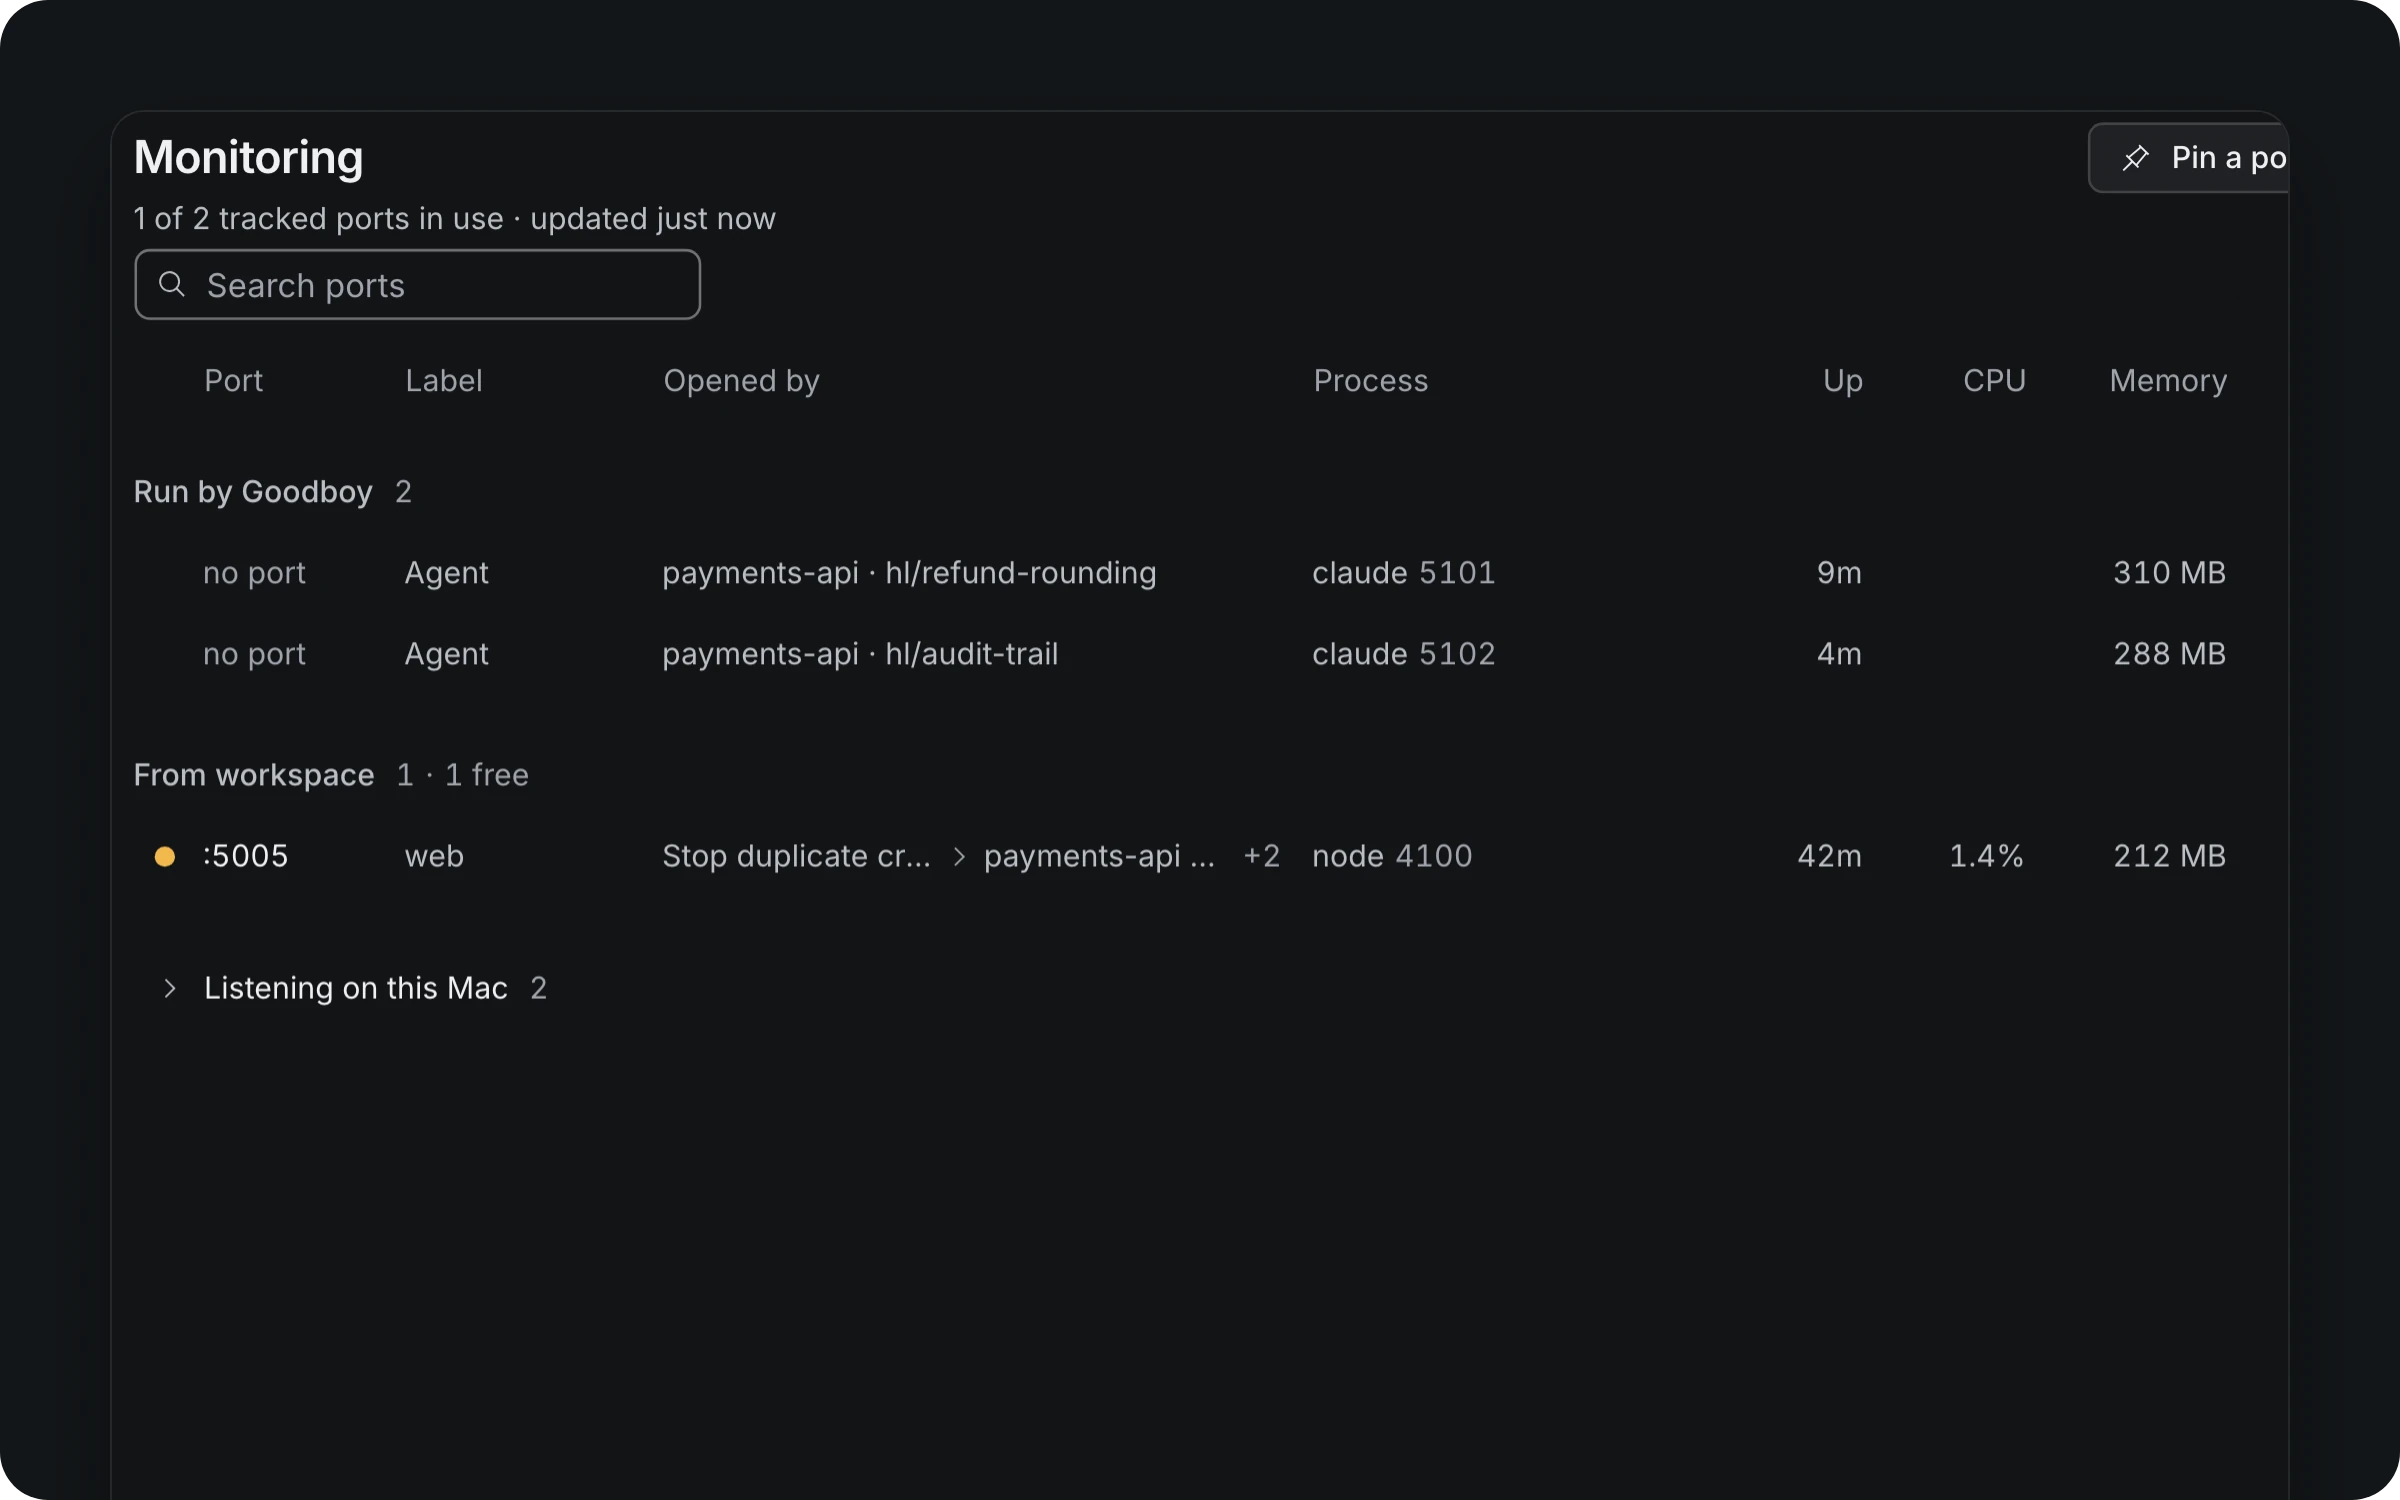 Monitoring
Pin a po
1 of 2 tracked ports in use · updated just now
Search ports
Port Label Opened by Process Up CPU Memory
Run by Goodboy 2
no port Agent payments-api · hl/refund-rounding claude 5101 9m 310 MB
no port Agent payments-api · hl/audit-trail claude 5102 4m 288 MB
From workspace 1 · 1 free
:5005 web Stop duplicate cr... > payments-api ... +2 node 4100 42m 1.4% 212 MB
> Listening on this Mac 2